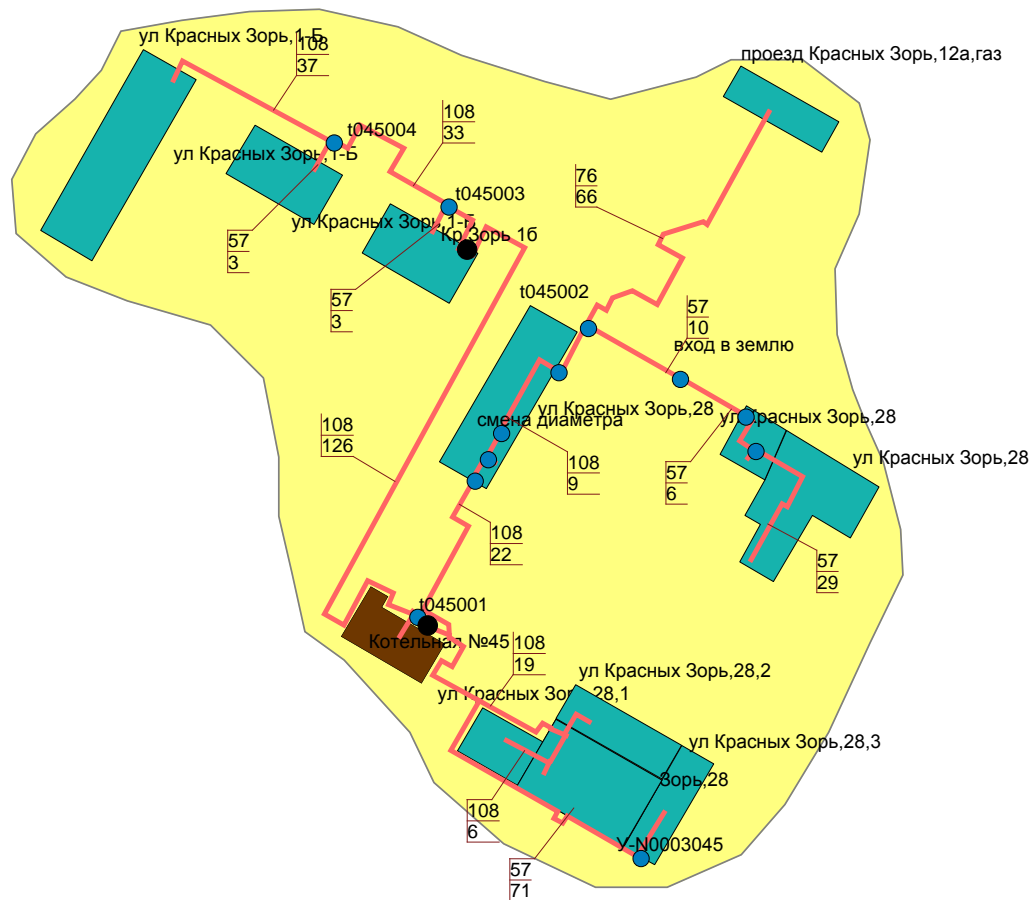 ул Красных Зорь,1-Б
108
37
проезд Красных Зорь,12а,газ
108
33
t045004
ул Красных Зорь,1-Б
76
66
t045003
ул Красных Зорь,1-Б
Кр.Зорь 1б
57
3
57
3
t045002
57
10
вход в землю
ул Красных Зорь,28
смена диаметра
ул Красных Зорь,28
ул Красных Зорь,28
108
126
108
9
57
6
108
22
57
29
t045001
Котельная №45
108
19
ул Красных Зорь,28,2
ул Красных Зорь,28,1
ул Красных Зорь,28,3
Зорь,28
108
6
У-N0003045
57
71